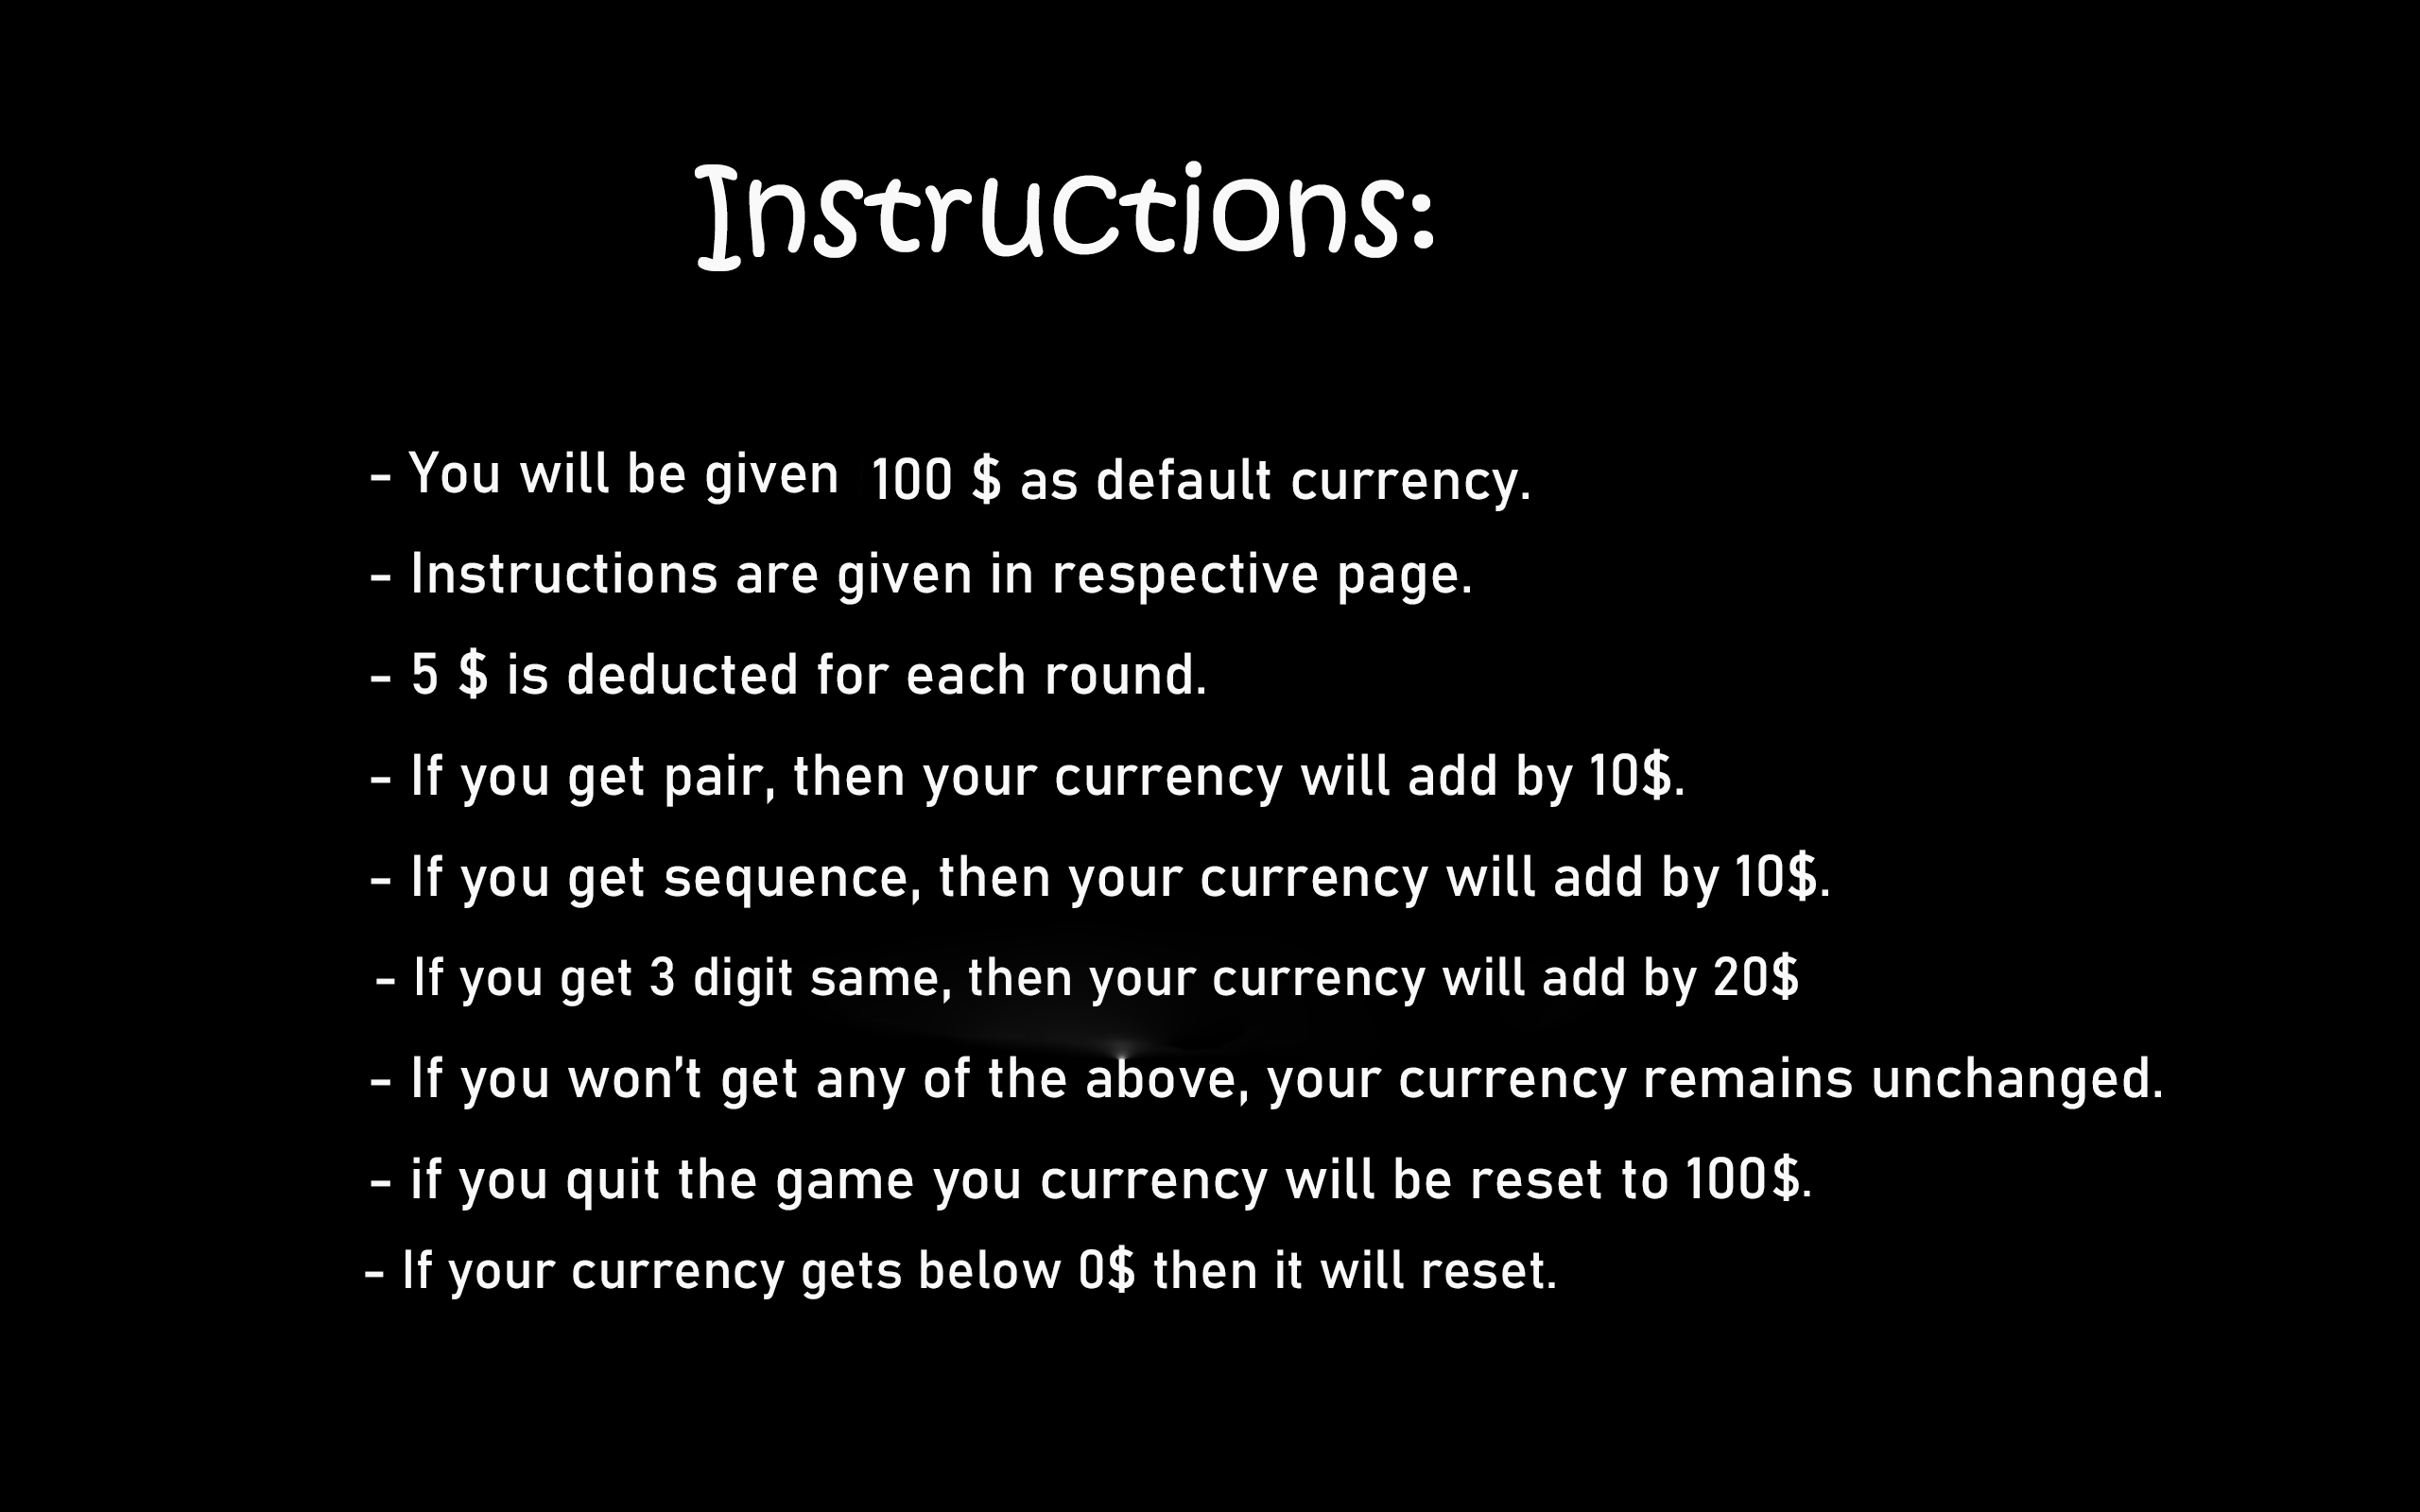 Instructions:
- You will be given 100 $ as default currency.
- Instructions are given in respective page.
- 5 $ is deducted for each round.
- If you get pair, then your currency will add by 10$.
- If you get sequence, then your currency will add by 10$.
- If you get 3 digit same, then your currency will add by 20$
- If you won't get any of the above, your currency remains unchanged.
- if you quit the game you currency will be reset to 100$.
- If your currency gets below 0$ then it will reset.